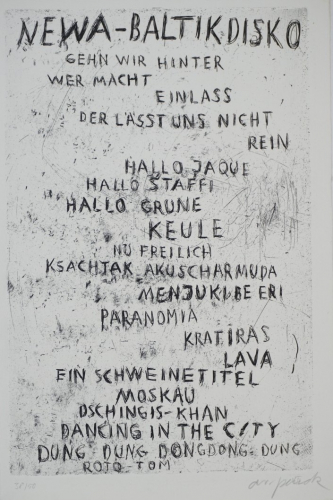 NEWA-BALTIKDISKO
GEHN WIR HINTER
WER MACHT
EINLASS
DER LÄSST UNS NICHT
REIN
HALLO JAQUE
HALLO STAFFI
HALLO GRÜNE
KEULE
NU FREILICH
KSACHTAK AKUSCHARMUDA
MENJUKI BE ERI
PARANOMIA
KRATIRAS
LAVA
EIN SCHWEINETITEL
MOSKAU
DSCHINGIS-KHAN
DANCING IN THE CITY
DUNG DUNG DONGDONG DUNG
ROTO TOM